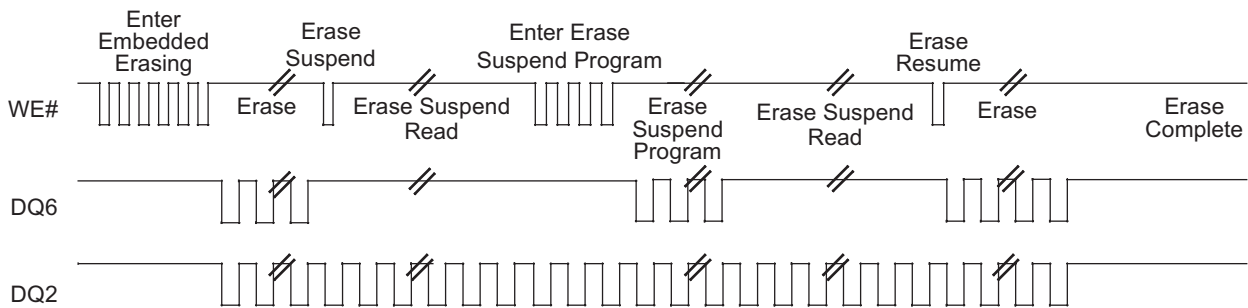 Enter
Embedded
Erasing
Erase
Suspend
Enter Erase
Suspend Program
Erase
Resume
WE#
Erase
Erase Suspend
Read
Erase
Suspend
Program
Erase Suspend
Read
Erase
Erase
Complete
DQ6
DQ2